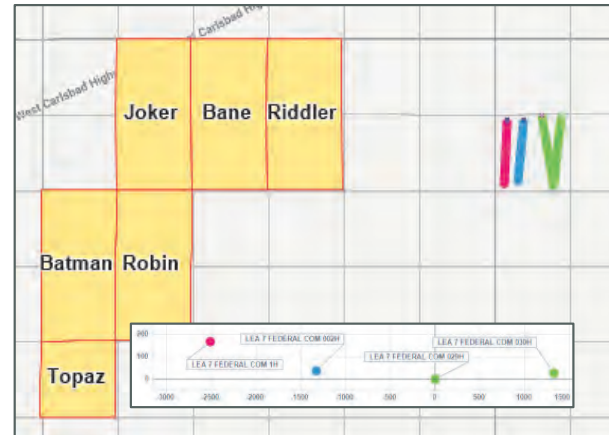 West Carlsbad High
st Carlsbad High
Joker
Bane
Riddler
Batman
Robin
Topaz
200
100
0
LEA 7 FEDERAL COM 002H
LEA 7 FEDERAL COM 030H
LEA 7 FEDERAL COM 1H
LEA 7 FEDERAL COM 029H
-3000 -2500 -2000 -1500 -1000 -500 0 500 1000 1500